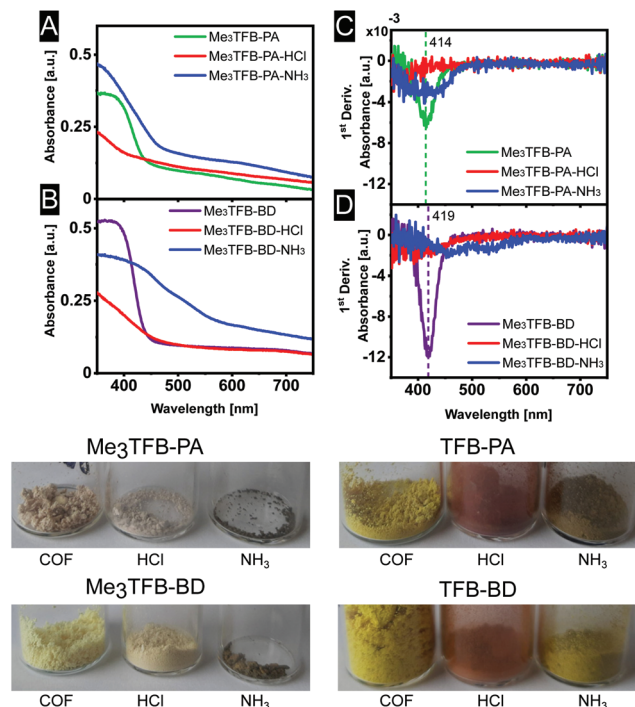 A
Me₃TFB-PA
Me₃TFB-PA-HCl
Me₃TFB-PA-NH₃
Absorbance [a.u.]
0.5
0.25
0
B
Me₃TFB-BD
Me₃TFB-BD-HCl
Me₃TFB-BD-NH₃
Absorbance [a.u.]
0.5
0.25
0
400 500 600 700
Wavelength [nm]
C
x10 -3
414
0
-4
-8
-12
1st Deriv.
Absorbance [a.u.]
Me₃TFB-PA
Me₃TFB-PA-HCl
Me₃TFB-PA-NH₃
D
419
0
-4
-8
-12
1st Deriv.
Absorbance [a.u.]
Me₃TFB-BD
Me₃TFB-BD-HCl
Me₃TFB-BD-NH₃
400 500 600 700
Wavelength [nm]
Me₃TFB-PA
COF HCl NH₃
TFB-PA
COF HCl NH₃
Me₃TFB-BD
COF HCl NH₃
TFB-BD
COF HCl NH₃